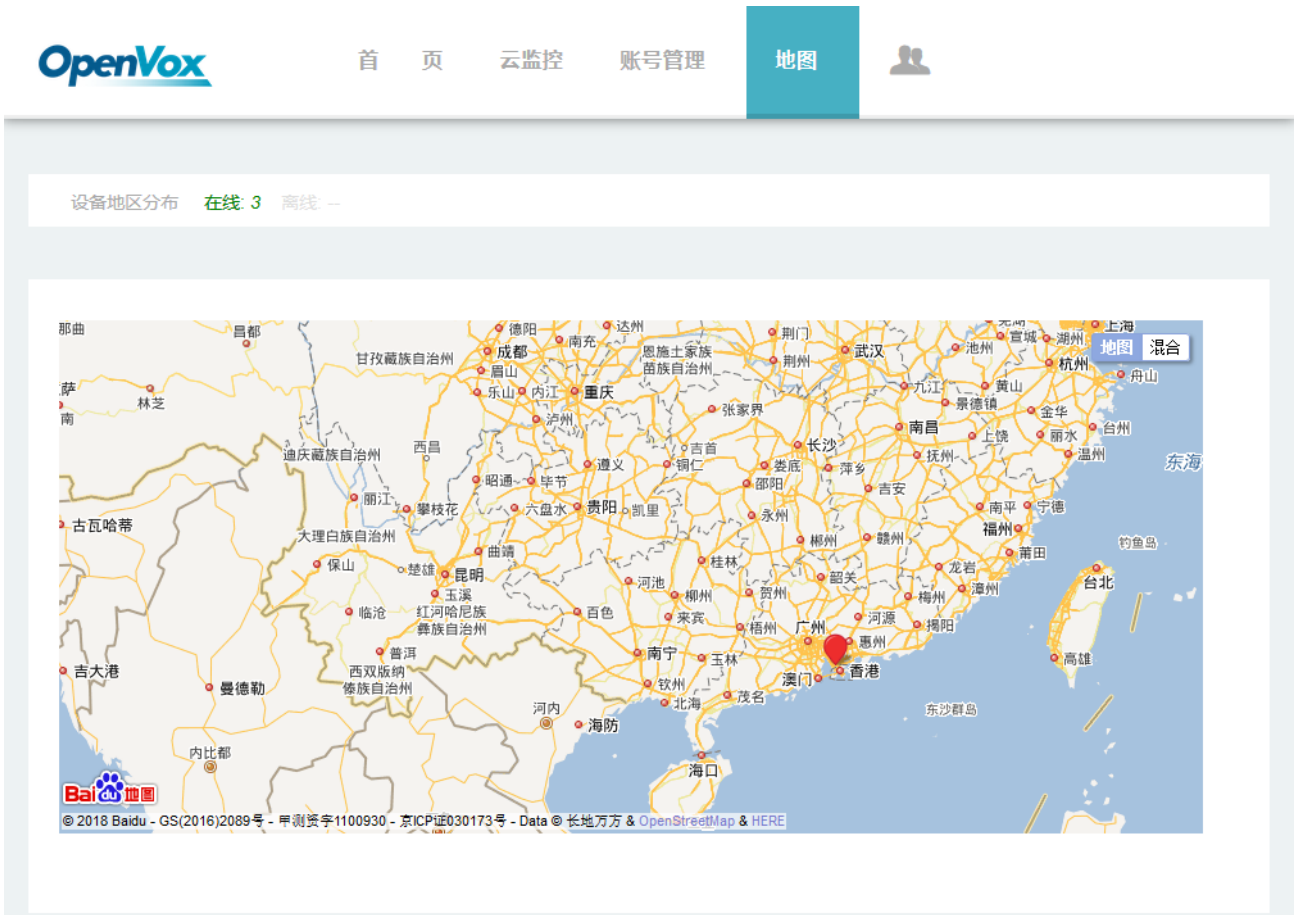 OpenVox
首 页
云监控
账号管理
地图
设备地区分布 在线: 3 离线: --
那曲
昌都
德阳
南充
达州
荆门
芜湖
宣城
湖州
上海
地图
混合
甘孜藏族自治州
成都
恩施土家族
苗族自治州
荆州
武汉
池州
杭州
舟山
眉山
林芝
乐山
内江
重庆
张家界
九江
黄山
景德镇
金华
南
泸州
南昌
上饶
丽水
台州
迪庆藏族自治州
西昌
吉首
长沙
抚州
温州
东海
遵义
铜仁
娄底
萍乡
昭通
毕节
邵阳
吉安
丽江
攀枝花
六盘水
贵阳
凯里
永州
南平
宁德
古瓦哈蒂
大理白族自治州
郴州
赣州
福州
钓鱼岛
曲靖
桂林
莆田
保山
楚雄
昆明
河池
韶关
龙岩
台北
玉溪
柳州
贺州
梅州
漳州
临沧
红河哈尼族
彝族自治州
百色
来宾
梧州
广州
河源
揭阳
普洱
南宁
玉林
惠州
高雄
吉大港
西双版纳
傣族自治州
曼德勒
钦州
澳门
香港
河内
北海
茂名
东沙群岛
海防
内比都
海口
Bai du 地图
© 2018 Baidu - GS(2016)2089号 - 甲测资字1100930 - 京ICP证030173号 - Data © 长地万方 & OpenStreetMap & HERE